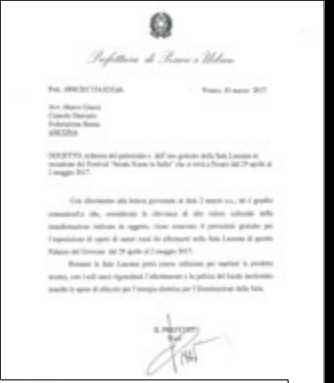 Prefettura di Pesaro e Urbino
Pesaro, 10 marzo 2017
Avv. Marco Ginesi
Console Onorario
Federazione Russa
ANCONA
OGGETTO: richiesta del patrocinio e dell'uso gratuito della Sala Laurana in
occasione del Festival "Serate Russe in Italia" che si terrà a Pesaro dal 29 aprile al
2 maggio 2017.
Con riferimento alla lettera pervenuta in data 2 marzo u.s., mi è gradito
comunicarLe che, considerata la rilevanza di alto valore culturale della
manifestazione indicata in oggetto, viene concesso il patrocinio gratuito per
l'esposizione di opere di autori russi da effettuarsi nella Sala Laurana di questo
Palazzo del Governo dal 29 aprile al 2 maggio 2017.
Pertanto la Sala Laurana potrà essere utilizzata per ospitare la predetta
mostra, con i soli oneri riguardanti l'allestimento e la pulizia del locale medesimo
nonché le spese di allaccio per l'energia elettrica per l'illuminazione della Sala.
IL PREFETTO